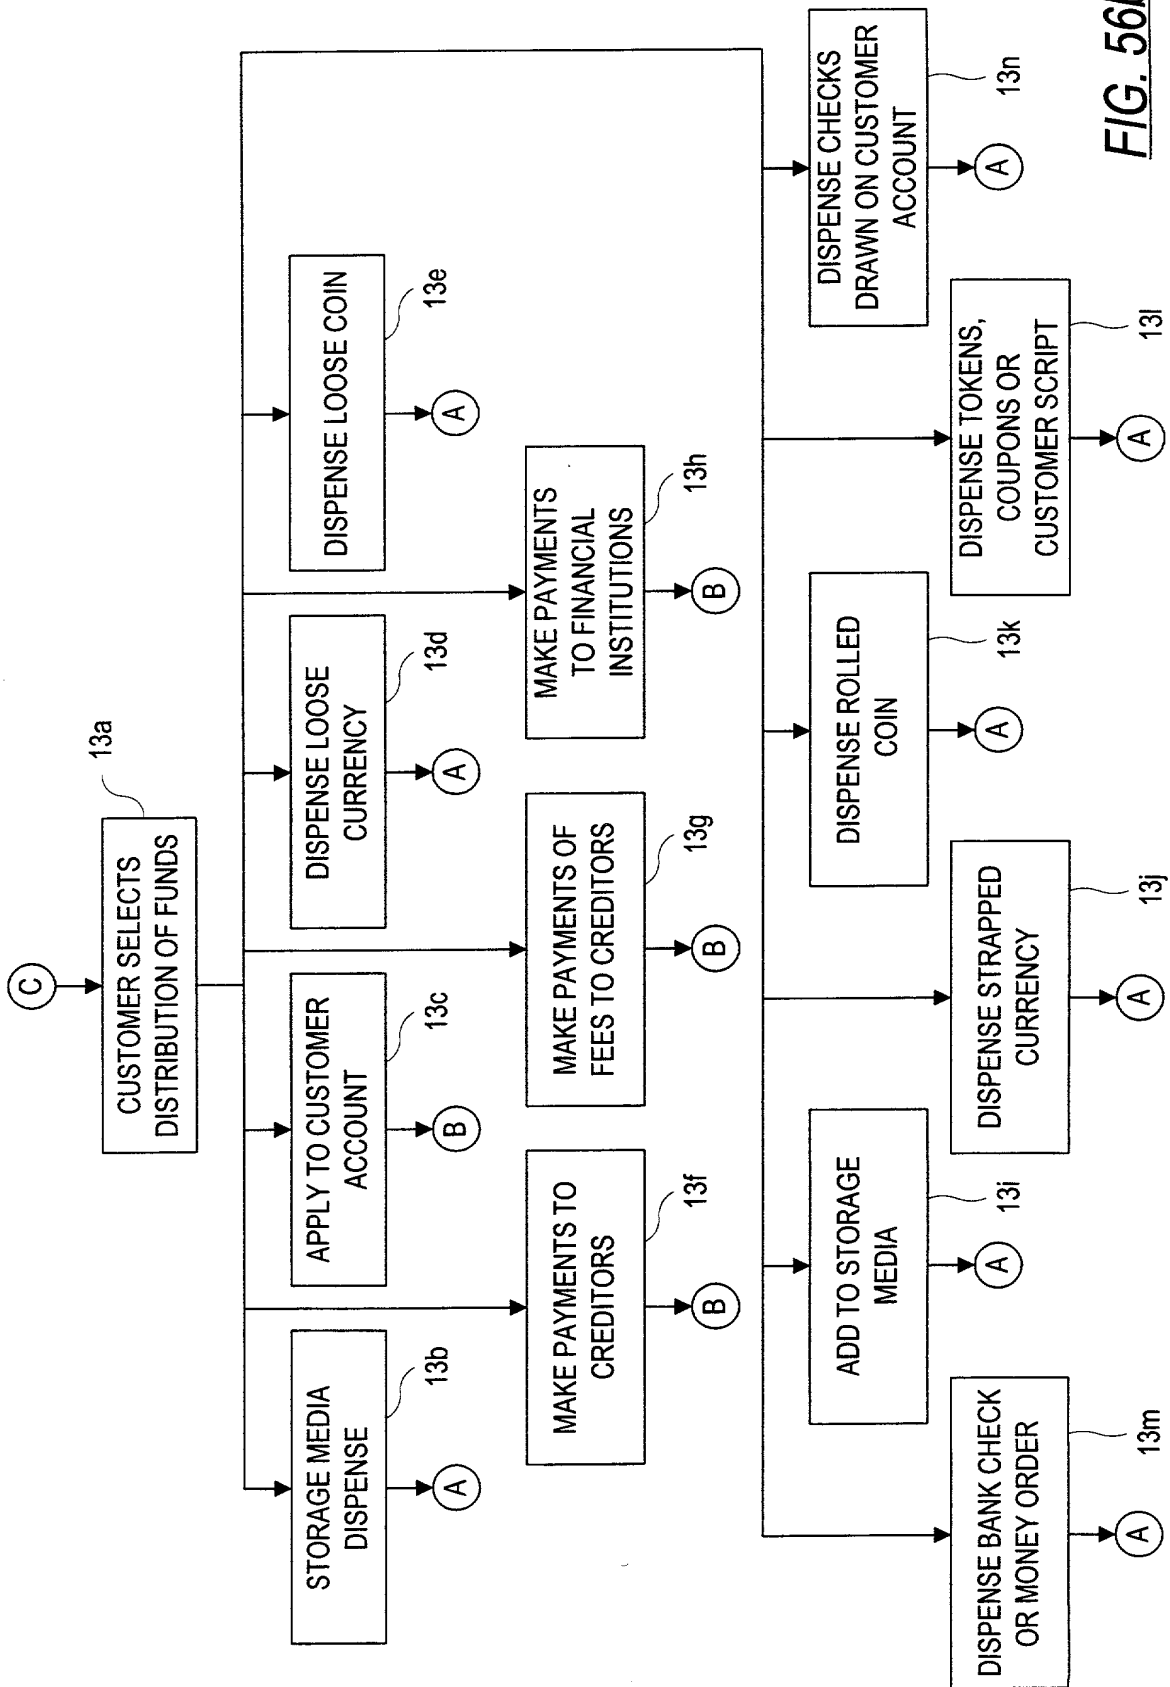 C
CUSTOMER SELECTS
DISTRIBUTION OF FUNDS
13a
STORAGE MEDIA
DISPENSE
13b
A
APPLY TO CUSTOMER
ACCOUNT
13c
B
DISPENSE LOOSE
CURRENCY
13d
A
DISPENSE LOOSE COIN
13e
A
MAKE PAYMENTS TO
CREDITORS
13f
B
MAKE PAYMENTS OF
FEES TO CREDITORS
13g
B
MAKE PAYMENTS
TO FINANCIAL
INSTITUTIONS
13h
B
ADD TO STORAGE
MEDIA
13i
A
DISPENSE ROLLED
COIN
13k
A
DISPENSE CHECKS
DRAWN ON CUSTOMER
ACCOUNT
13n
A
DISPENSE BANK CHECK
OR MONEY ORDER
13m
A
DISPENSE STRAPPED
CURRENCY
13j
A
DISPENSE TOKENS,
COUPONS OR
CUSTOMER SCRIPT
13l
A
FIG. 56b